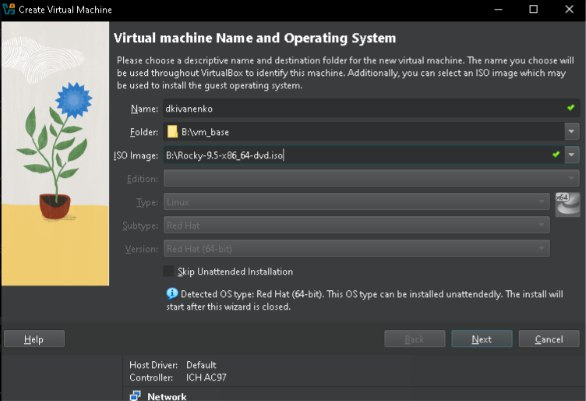 Create Virtual Machine
Virtual machine Name and Operating System
Please choose a descriptive name and destination folder for the new virtual machine. The name you choose will
be used throughout VirtualBox to identify this machine. Additionally, you can select an ISO image which may
be used to install the guest operating system.
Name: dkivanenko
Folder: B:\vm_base
ISO Image: B:\Rocky-9.5-x86_64-dvd.iso
Edition:
Type: Linux x64
Subtype: Red Hat
Version: Red Hat (64-bit)
Skip Unattended Installation
Detected OS type: Red Hat (64-bit). This OS type can be installed unattendedly. The install will
start after this wizard is closed.
Help Back Next Cancel
Host Driver: Default
Controller: ICH AC97
Network